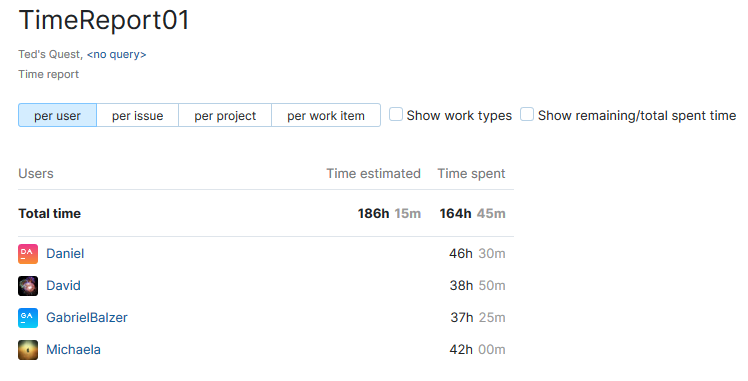 TimeReport01
Ted's Quest, <no query>
Time report
per user per issue per project per work item Show work types Show remaining/total spent time
Users Time estimated Time spent
Total time 186h 15m 164h 45m
DA Daniel 46h 30m
David 38h 50m
GA GabrielBalzer 37h 25m
Michaela 42h 00m